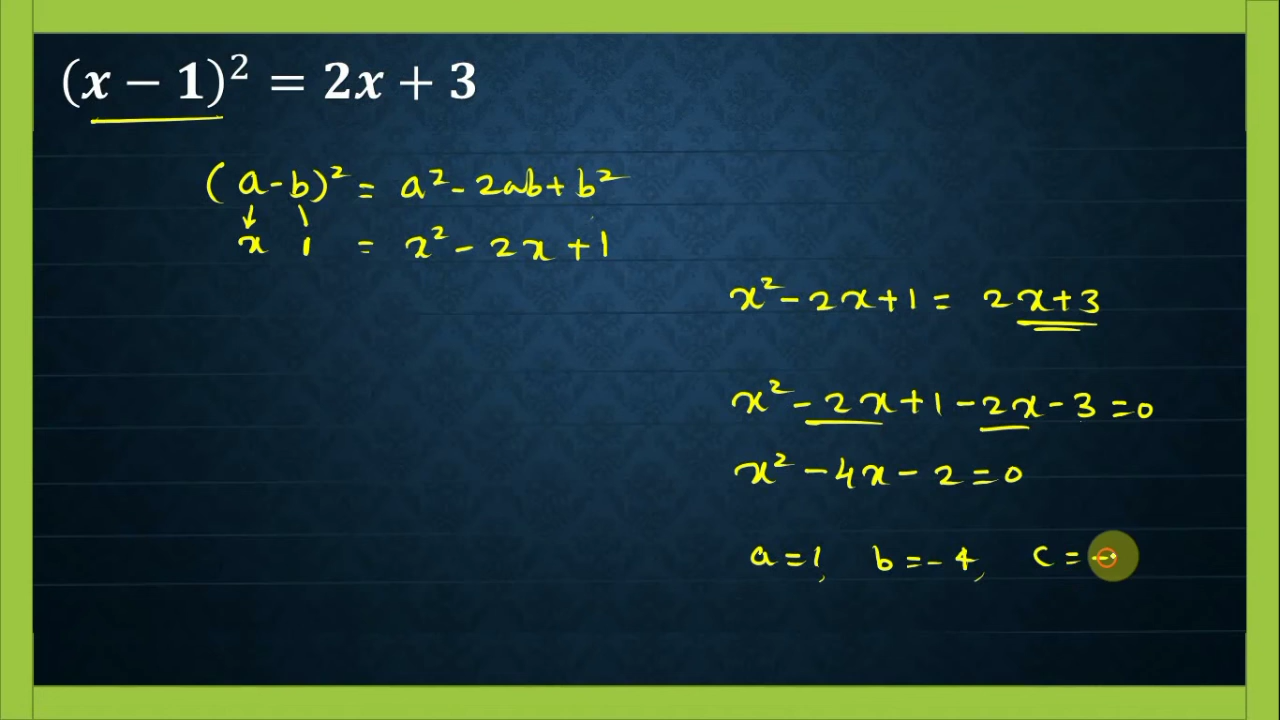 (x − 1)² = 2x + 3
(a-b)² = a² - 2ab + b²
x 1 = x² - 2x + 1
x² - 2x + 1 = 2x + 3
x² - 2x + 1 - 2x - 3 = 0
x² - 4x - 2 = 0
a = 1, b = - 4, c = -